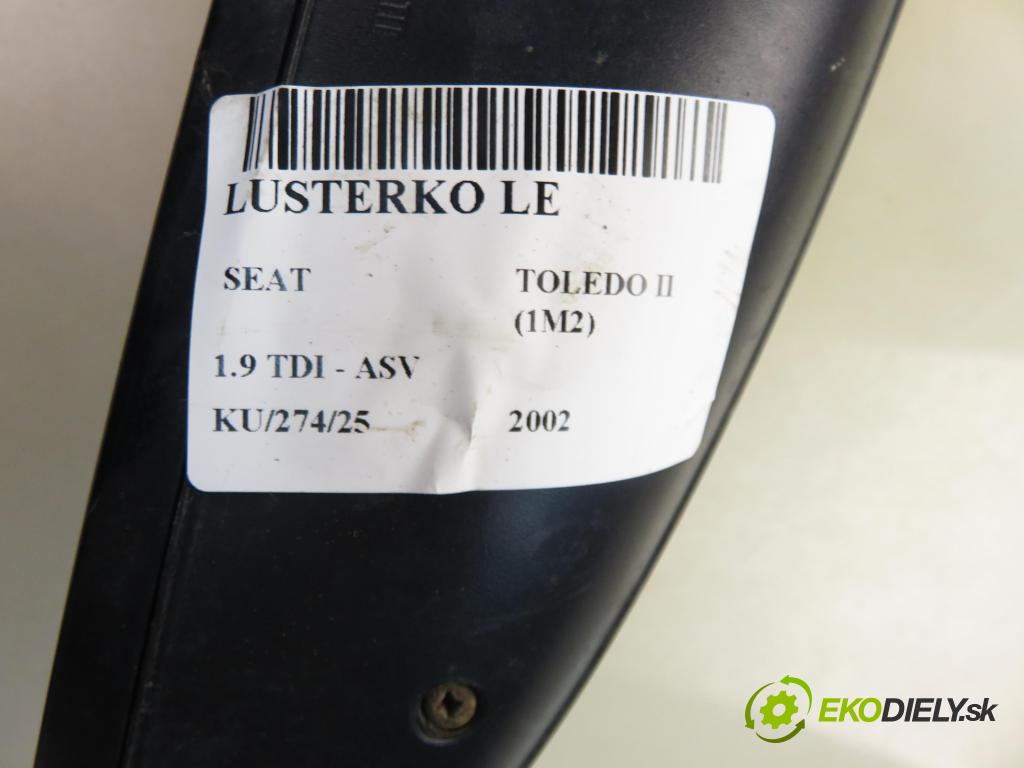 LUSTERKO LE
SEAT TOLEDO II
(1M2)
1.9 TDI - ASV
KU/274/25 2002
EKODIELY.sk